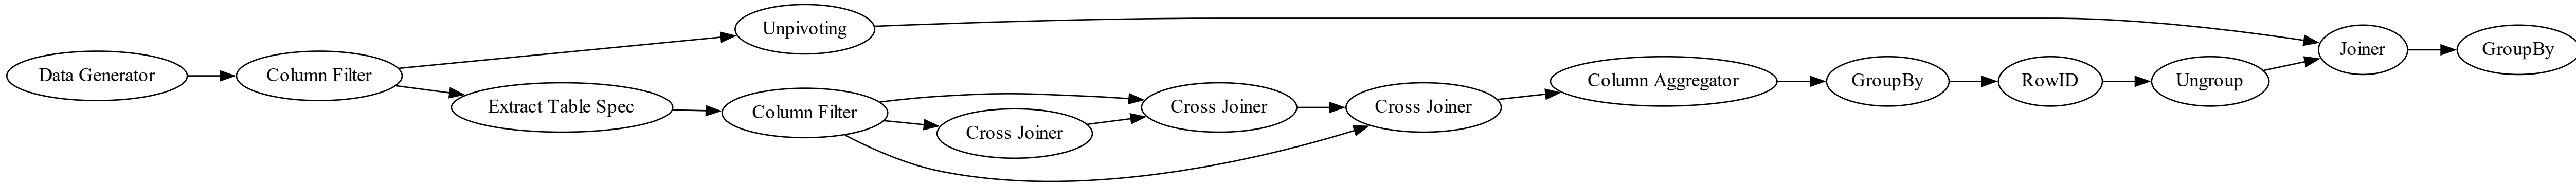 Data Generator
Column Filter
Unpivoting
Extract Table Spec
Column Filter
Cross Joiner
Cross Joiner
Cross Joiner
Column Aggregator
GroupBy
RowID
Ungroup
Joiner
GroupBy